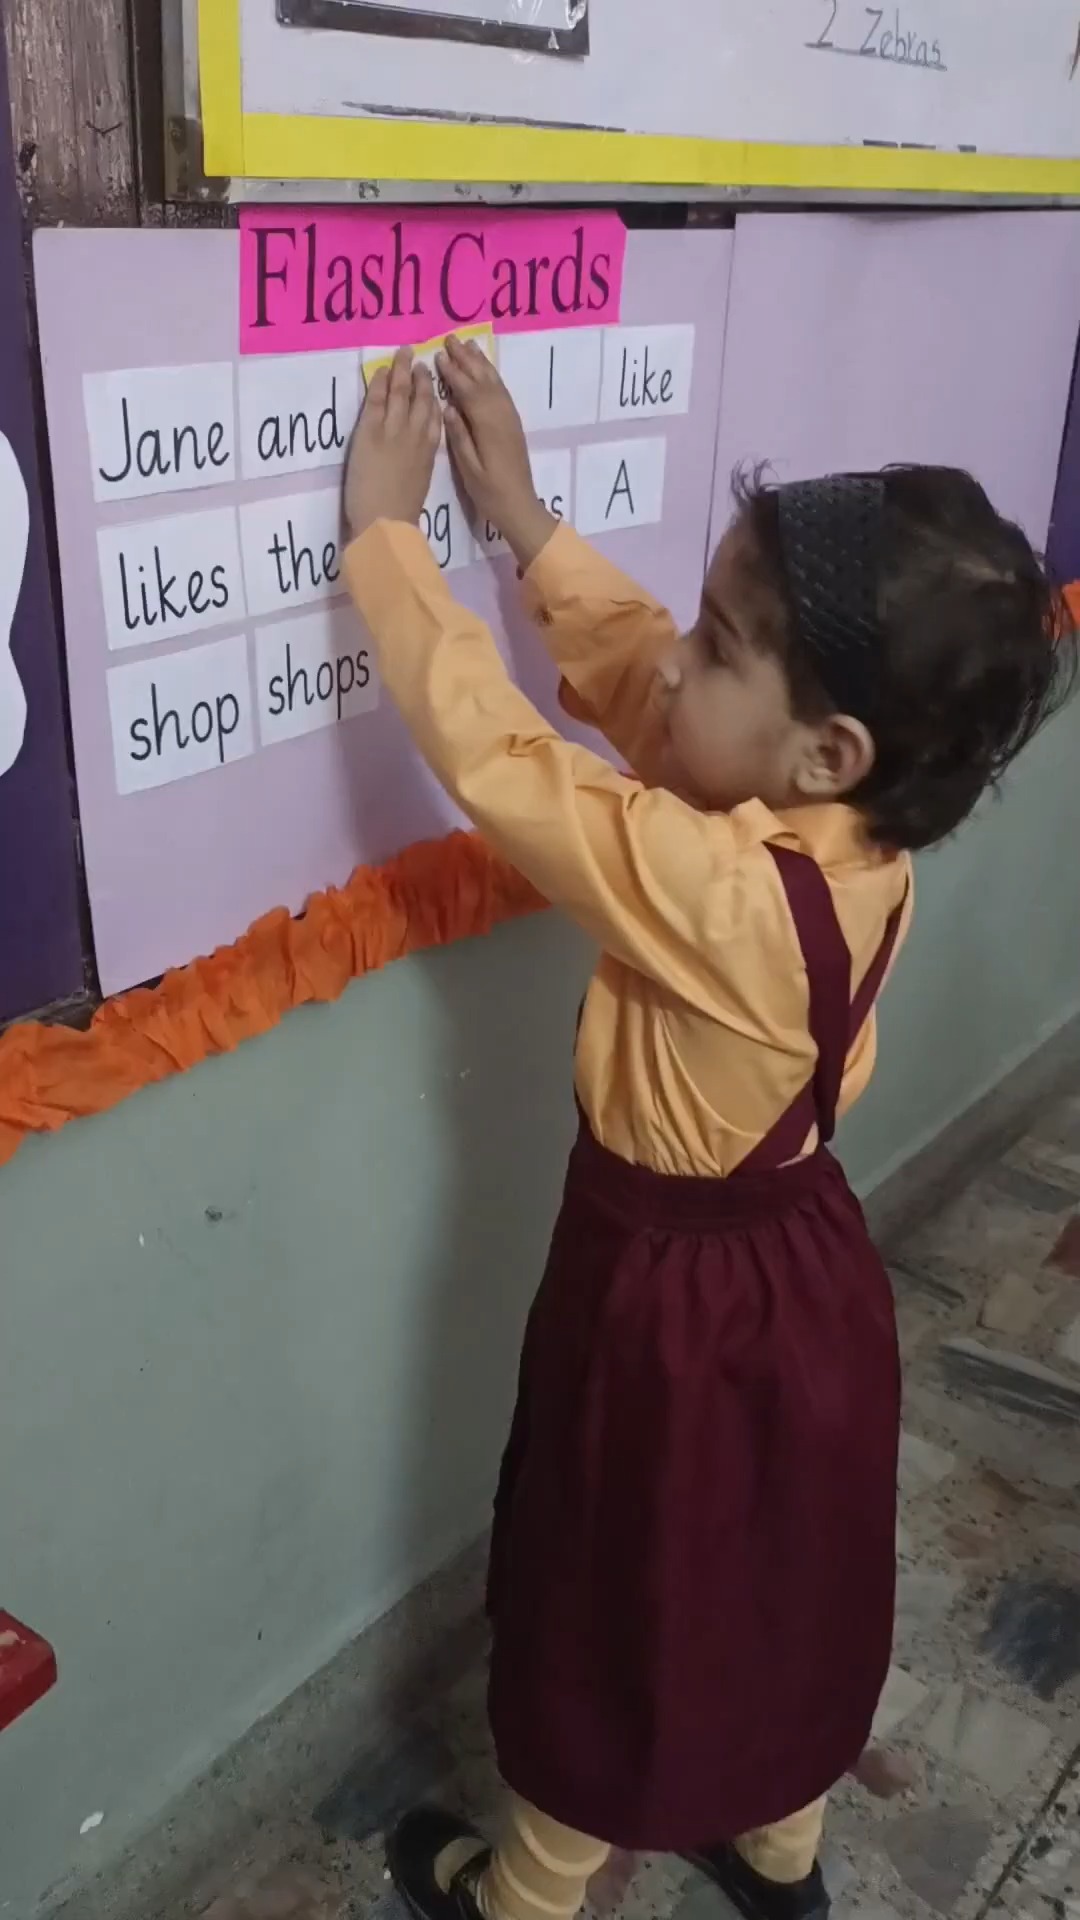 2 Zebras
Flash Cards
Jane and I like
likes the A
shop shops